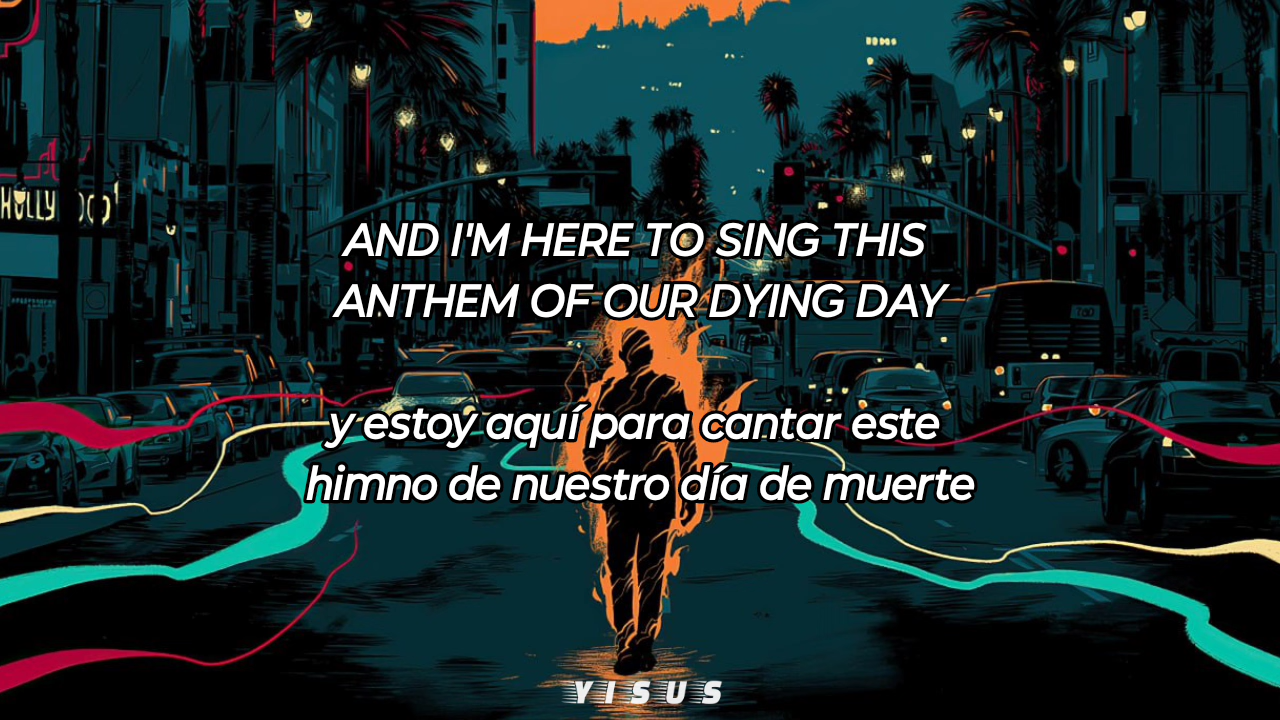 HOLLY
AND I'M HERE TO SING THIS
ANTHEM OF OUR DYING DAY
y estoy aquí para cantar este
himno de nuestro día de muerte
YISUS